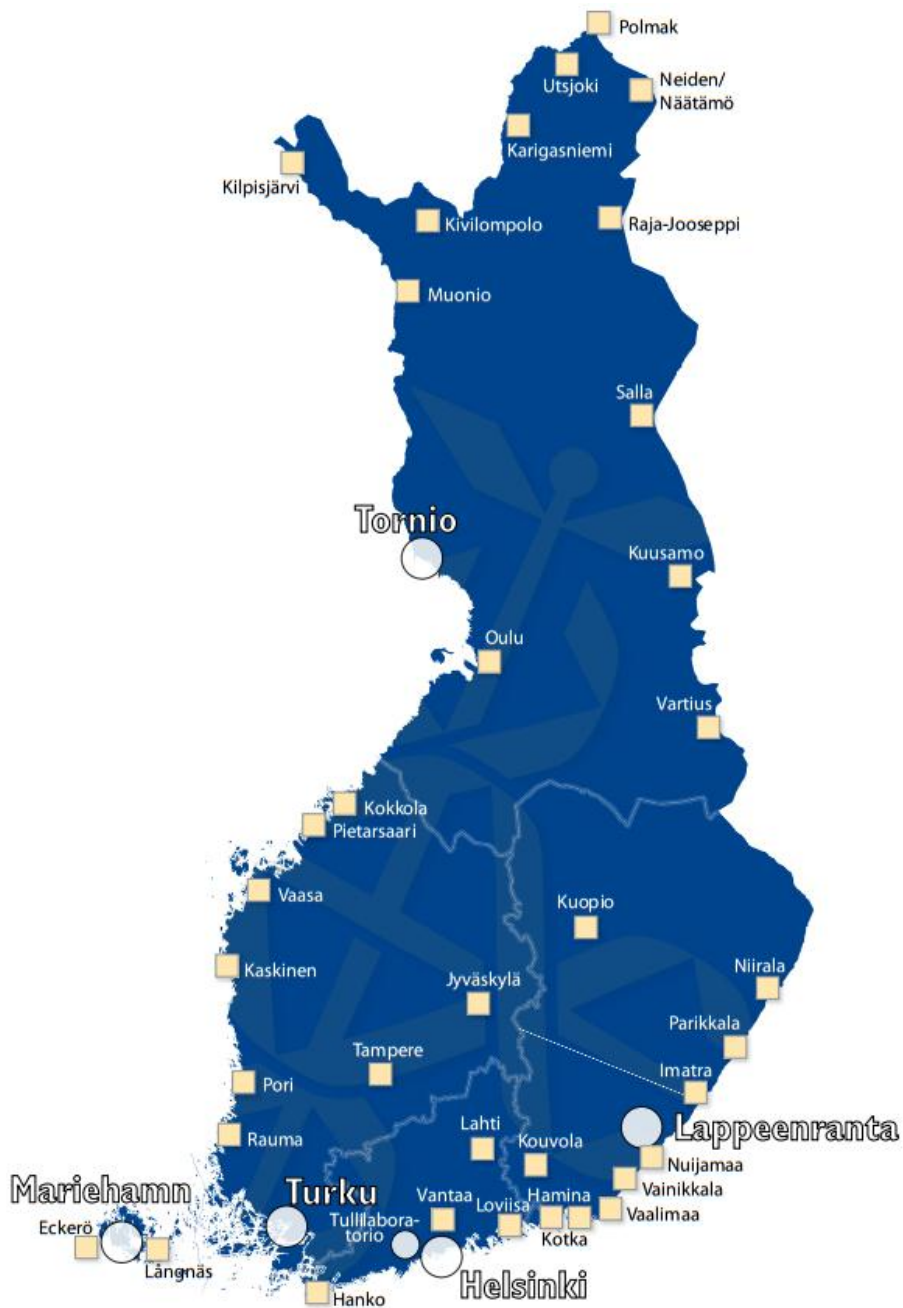 Polmak
Utsjoki
Neiden/
Näätämö
Karigasniemi
Kilpisjärvi
Kivilompolo
Raja-Jooseppi
Muonio
Salla
Tornio
Kuusamo
Oulu
Vartius
Kokkola
Pietarsaari
Vaasa
Kuopio
Kaskinen
Niirala
Jyväskylä
Parikkala
Tampere
Imatra
Pori
Lappeenranta
Rauma
Lahti
Kouvola
Nuijamaa
Vainikkala
Mariehamn
Turku
Vantaa
Loviisa
Hamina
Vaalimaa
Eckerö
Tullilabora-
torio
Kotka
Långnäs
Helsinki
Hanko